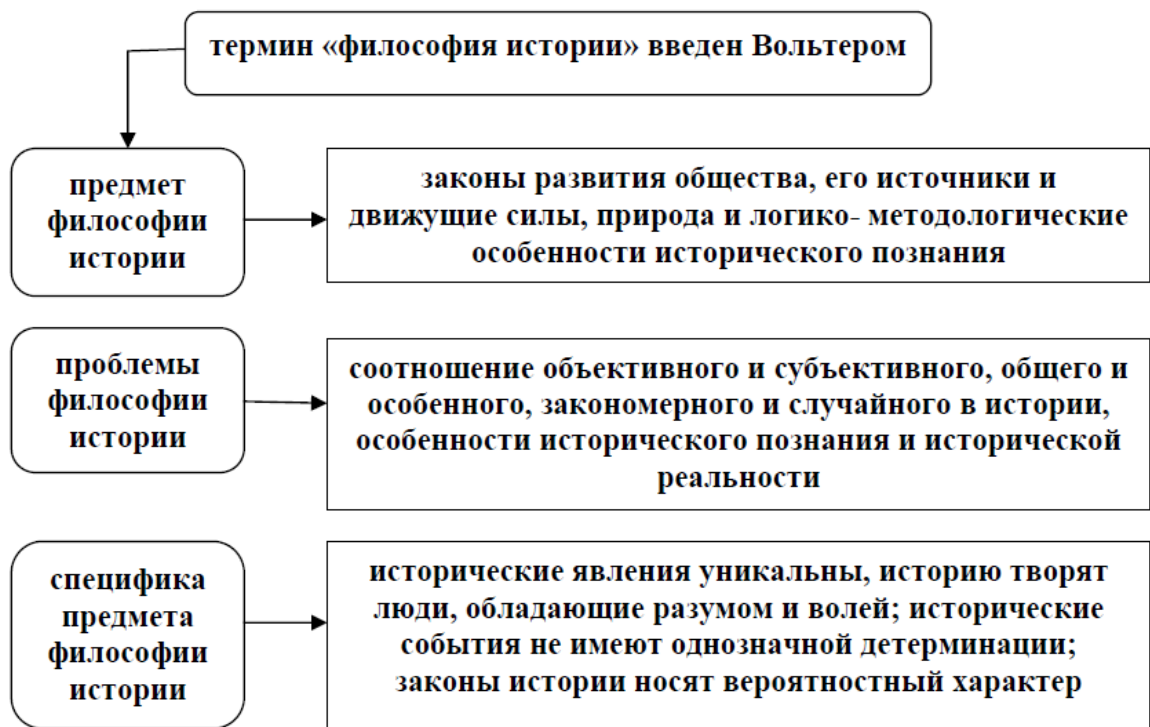 термин «философия истории» введен Вольтером
предмет
философии
истории
законы развития общества, его источники и
движущие силы, природа и логико- методологические
особенности исторического познания
проблемы
философии
истории
соотношение объективного и субъективного, общего и
особенного, закономерного и случайного в истории,
особенности исторического познания и исторической
реальности
специфика
предмета
философии
истории
исторические явления уникальны, историю творят
люди, обладающие разумом и волей; исторические
события не имеют однозначной детерминации;
законы истории носят вероятностный характер